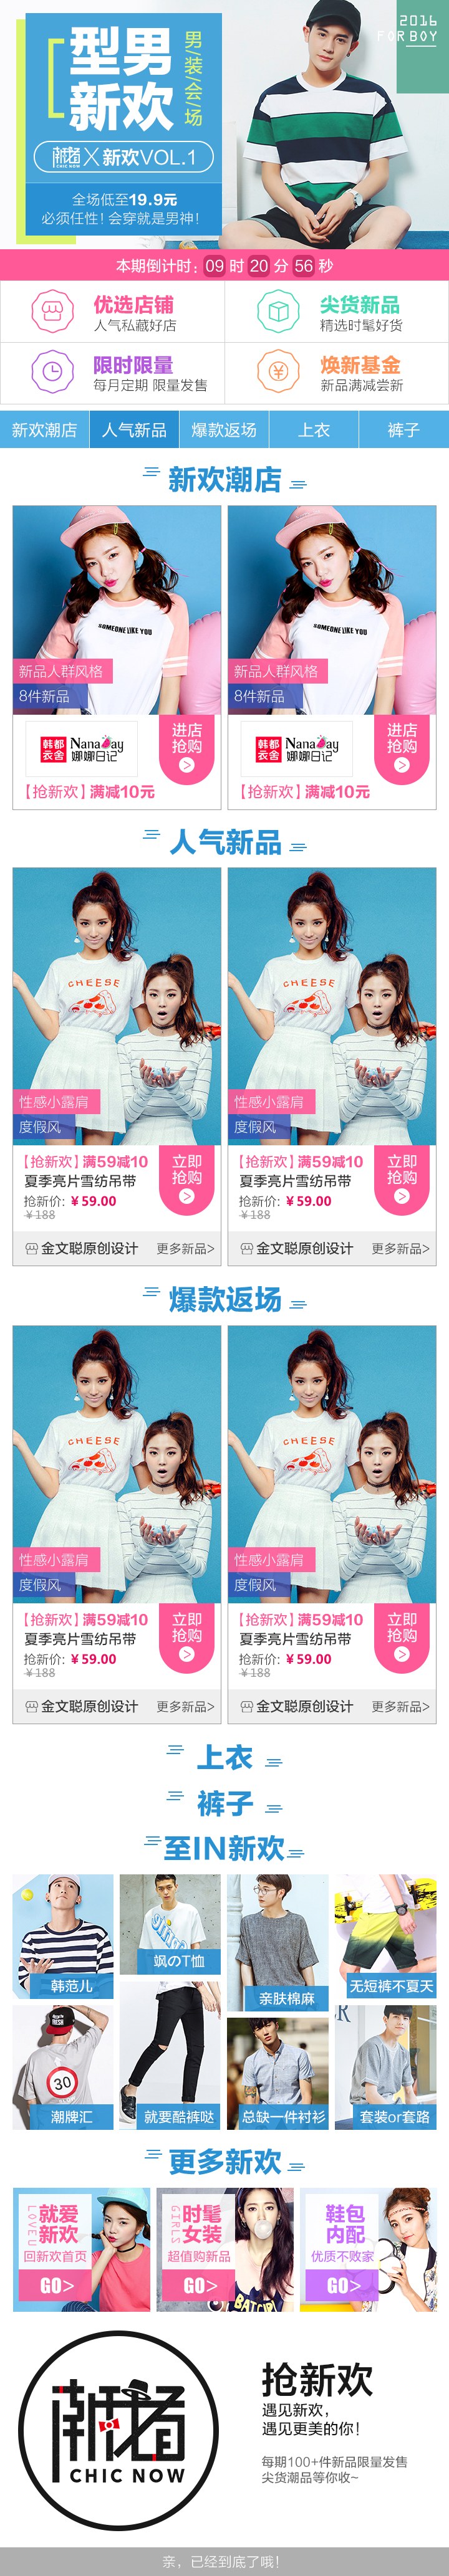 2016
FOR BOY
型男
新欢
男/装/会/场
潮者 CHIC NOW X 新欢VOL.1
全场低至19.9元
必须任性！会穿就是男神！
本期倒计时: 09 时 20 分 56 秒
优选店铺
人气私藏好店
尖货新品
精选时髦好货
限时限量
每月定期 限量发售
焕新基金
新品满减尝新
新欢潮店 人气新品 爆款返场 上衣 裤子
新欢潮店
SOMEONE LIKE YOU
新品人群风格
8件新品
韩都衣舍 NanaDay 娜娜日记
进店
抢购
>
【抢新欢】满减10元
SOMEONE LIKE YOU
新品人群风格
8件新品
韩都衣舍 NanaDay 娜娜日记
进店
抢购
>
【抢新欢】满减10元
人气新品
CHEESE
性感小露肩
度假风
【抢新欢】满59减10
夏季亮片雪纺吊带
抢新价: ¥59.00
¥188
立即
抢购
>
金文聪原创设计 更多新品>
CHEESE
性感小露肩
度假风
【抢新欢】满59减10
夏季亮片雪纺吊带
抢新价: ¥59.00
¥188
立即
抢购
>
金文聪原创设计 更多新品>
爆款返场
CHEESE
性感小露肩
度假风
【抢新欢】满59减10
夏季亮片雪纺吊带
抢新价: ¥59.00
¥188
立即
抢购
>
金文聪原创设计 更多新品>
CHEESE
性感小露肩
度假风
【抢新欢】满59减10
夏季亮片雪纺吊带
抢新价: ¥59.00
¥188
立即
抢购
>
金文聪原创设计 更多新品>
上衣
裤子
至IN新欢
韩范儿
飒のT恤
亲肤棉麻
无短裤不夏天
30
潮牌汇
就要酷裤哒
总缺一件衬衫
套装or套路
更多新欢
LOVE U
就爱
新欢
回新欢首页
GO>
GIRLS
时髦
女装
超值购新品
GO>
鞋包
内配
优质不败家
GO>
潮者
CHIC NOW
抢新欢
遇见新欢，
遇见更美的你！
每期100+件新品限量发售
尖货潮品等你收~
亲，已经到底了哦！